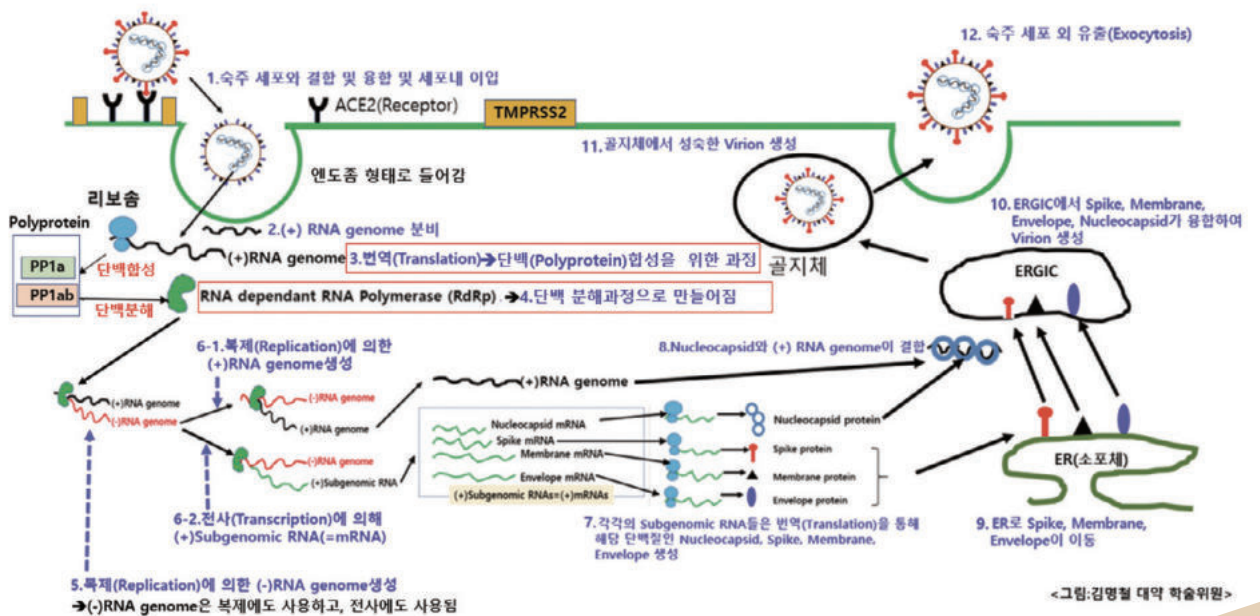 12. 숙주 세포 외 유출(Exocytosis)
1.숙주 세포와 결합 및 융합 및 세포내 이입
ACE2(Receptor)
TMPRSS2
11.골지체에서 성숙한 Virion 생성
엔도좀 형태로 들어감
리보솜
Polyprotein
2.(+) RNA genome 분비
10. ERGIC에서 Spike, Membrane,
Envelope, Nucleocapsid가 융합하여
Virion 생성
PP1a
단백합성
(+)RNA genome
3.번역(Translation)➔단백(Polyprotein)합성을 위한 과정
골지체
ERGIC
PP1ab
단백분해
RNA dependant RNA Polymerase (RdRp) ➔4.단백 분해과정으로 만들어짐
6-1.복제(Replication)에 의한
(+)RNA genome생성
8.Nucleocapsid와 (+) RNA genome이 결합
(+)RNA genome
(-)RNA genome
(-)RNA genome
(+)RNA genome
(+)RNA genome
Nucleocapsid mRNA
Nucleocapsid protein
Spike mRNA
Spike protein
Membrane mRNA
Membrane protein
Envelope mRNA
Envelope protein
(+)Subgenomic RNAs=(+)mRNAs
(-)RNA genome
(+)Subgenomic RNA
ER(소포체)
6-2.전사(Transcription)에 의해
(+)Subgenomic RNA(=mRNA)
7. 각각의 Subgenomic RNA들은 번역(Translation)을 통해
해당 단백질인 Nucleocapsid, Spike, Membrane,
Envelope 생성
9. ER로 Spike, Membrane,
Envelope이 이동
5.복제(Replication)에 의한 (-)RNA genome생성
➔(-)RNA genome은 복제에도 사용하고, 전사에도 사용됨
<그림:김명철 대약 학술위원>